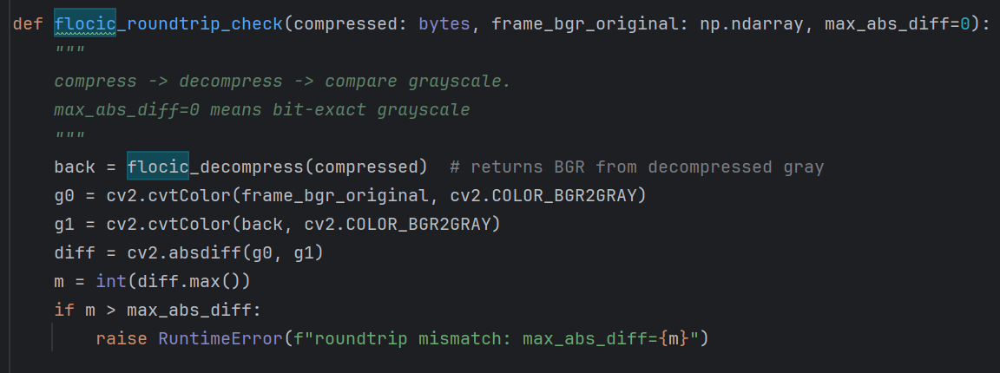 def flocic_roundtrip_check(compressed: bytes, frame_bgr_original: np.ndarray, max_abs_diff=0):
    """
    compress -> decompress -> compare grayscale.
    max_abs_diff=0 means bit-exact grayscale
    """
    back = flocic_decompress(compressed)  # returns BGR from decompressed gray
    g0 = cv2.cvtColor(frame_bgr_original, cv2.COLOR_BGR2GRAY)
    g1 = cv2.cvtColor(back, cv2.COLOR_BGR2GRAY)
    diff = cv2.absdiff(g0, g1)
    m = int(diff.max())
    if m > max_abs_diff:
        raise RuntimeError(f"roundtrip mismatch: max_abs_diff={m}")